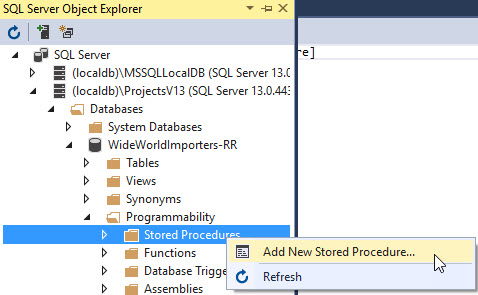 SQL Server Object Explorer
re]
SQL Server
(localdb)\MSSQLLocalDB (SQL Server 13.0
(localdb)\ProjectsV13 (SQL Server 13.0.443
Databases
System Databases
WideWorldImporters-RR
Tables
Views
Synonyms
Programmability
Stored Procedures
Add New Stored Procedure...
Functions
Database Trigge
Refresh
Assemblies